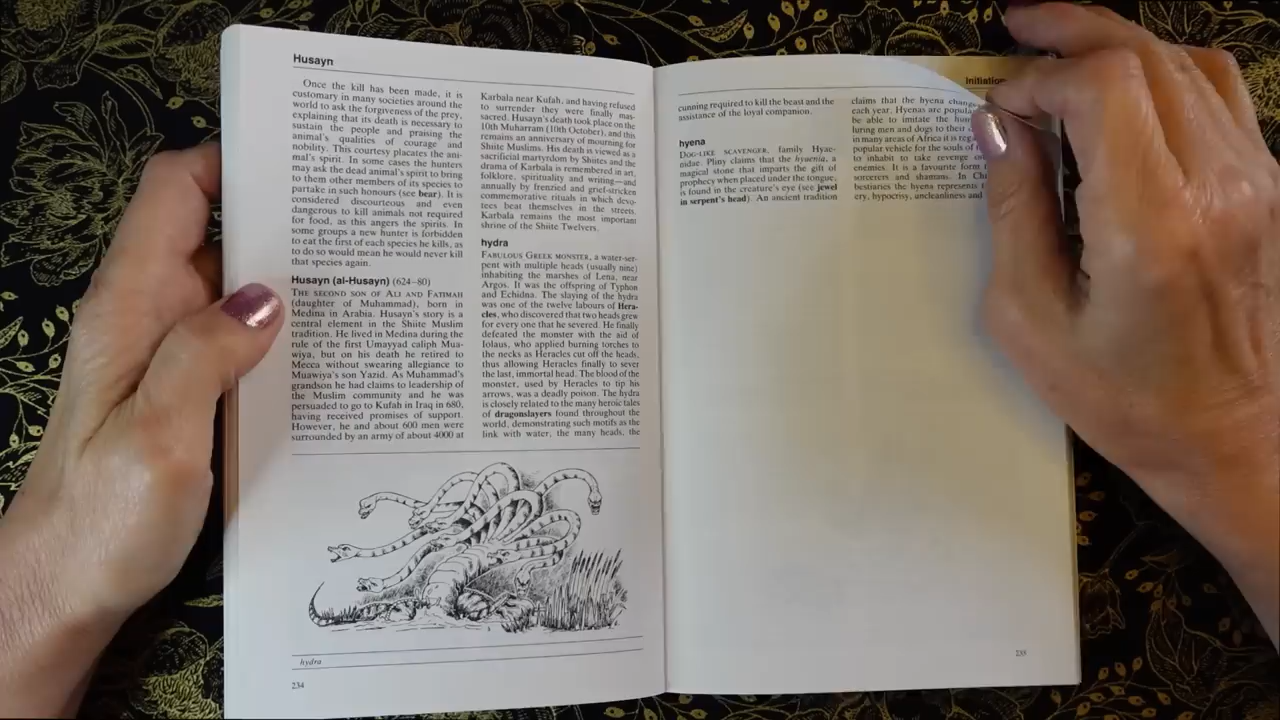 Husayn
Once the kill has been made, it is
customary in many societies around the
world to ask the forgiveness of the prey,
explaining that its death is necessary to
sustain the people and praising the
animal's qualities of courage and
nobility. This courtesy placates the ani-
mal's spirit. In some cases the hunters
may ask the dead animal's spirit to bring
to them other members of its species to
partake in such honours (see bear). It is
considered discourteous and even
dangerous to kill animals not required
for food, as this angers the spirits. In
some groups a new hunter is forbidden
to eat the first of each species he kills, as
to do so would mean he would never kill
that species again.
Husayn (al-Husayn) (624–80)
THE SECOND SON OF ALI AND FATIMAH
(daughter of Muhammad), born in
Medina in Arabia. Husayn's story is a
central element in the Shiite Muslim
tradition. He lived in Medina during the
rule of the first Umayyad caliph Mua-
wiya, but on his death he retired to
Mecca without swearing allegiance to
Muawiya's son Yazid. As Muhammad's
grandson he had claims to leadership of
the Muslim community and he was
persuaded to go to Kufah in Iraq in 680,
having received promises of support.
However, he and about 600 men were
surrounded by an army of about 4000 at
Karbala near Kufah, and having refused
to surrender they were finally mas-
sacred. Husayn's death took place on the
10th Muharram (10th October), and this
remains an anniversary of mourning for
Shiite Muslims. His death is viewed as a
sacrificial martyrdom by Shiites and the
drama of Karbala is remembered in art,
folklore, spirituality and writing—and
annually by frenzied and grief-stricken
commemorative rituals in which devo-
tees beat themselves in the streets.
Karbala remains the most important
shrine of the Shiite Twelvers.
hydra
FABULOUS GREEK MONSTER, a water-ser-
pent with multiple heads (usually nine)
inhabiting the marshes of Lena, near
Argos. It was the offspring of Typhon
and Echidna. The slaying of the hydra
was one of the twelve labours of Hera-
cles, who discovered that two heads grew
for every one that he severed. He finally
defeated the monster with the aid of
Iolaus, who applied burning torches to
the necks as Heracles cut off the heads,
thus allowing Heracles finally to sever
the last, immortal head. The blood of the
monster, used by Heracles to tip his
arrows, was a deadly poison. The hydra
is closely related to the many heroic tales
of dragonslayers found throughout the
world, demonstrating such motifs as the
link with water, the many heads, the
hydra
234
Initiation
cunning required to kill the beast and the
assistance of the loyal companion.
hyena
DOG-LIKE SCAVENGER, family Hyae-
nidae. Pliny claims that the hyaenia, a
magical stone that imparts the gift of
prophecy when placed under the tongue,
is found in the creature's eye (see jewel
in serpent's head). An ancient tradition
claims that the hyena
each year. Hyenas are
be able to imitate the
luring men and dogs to their
in many areas of Africa it is
popular vehicle for the souls of
to inhabit to take revenge
enemies. It is a favourite
sorcerers and shamans. In
bestiaries the hyena represents
ery, hypocrisy, uncleanliness and
235